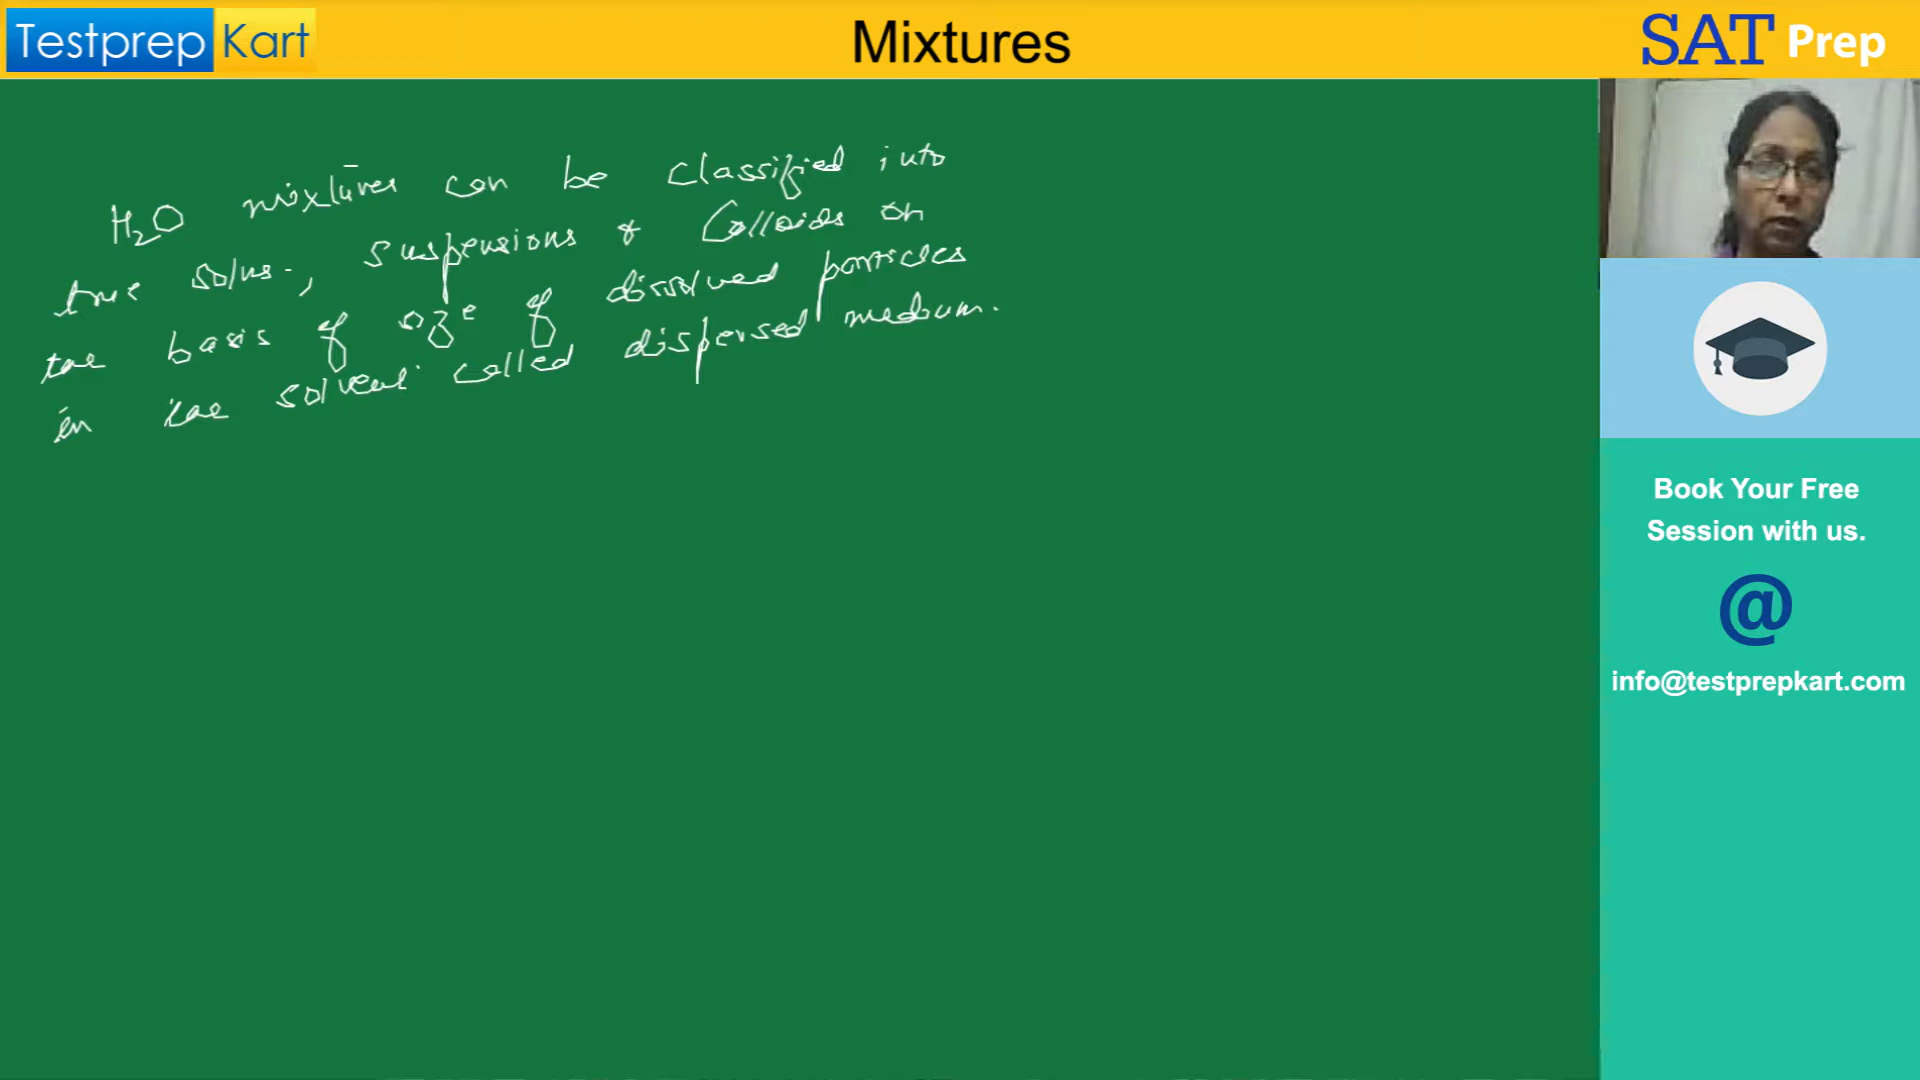 Testprep Kart
Mixtures
SAT Prep
H2O mixtures can be classified into
true solns., suspensions & Colloids on
the basis of size of dissolved particles
in the solvent called dispersed medium.
Book Your Free
Session with us.
@
info@testprepkart.com